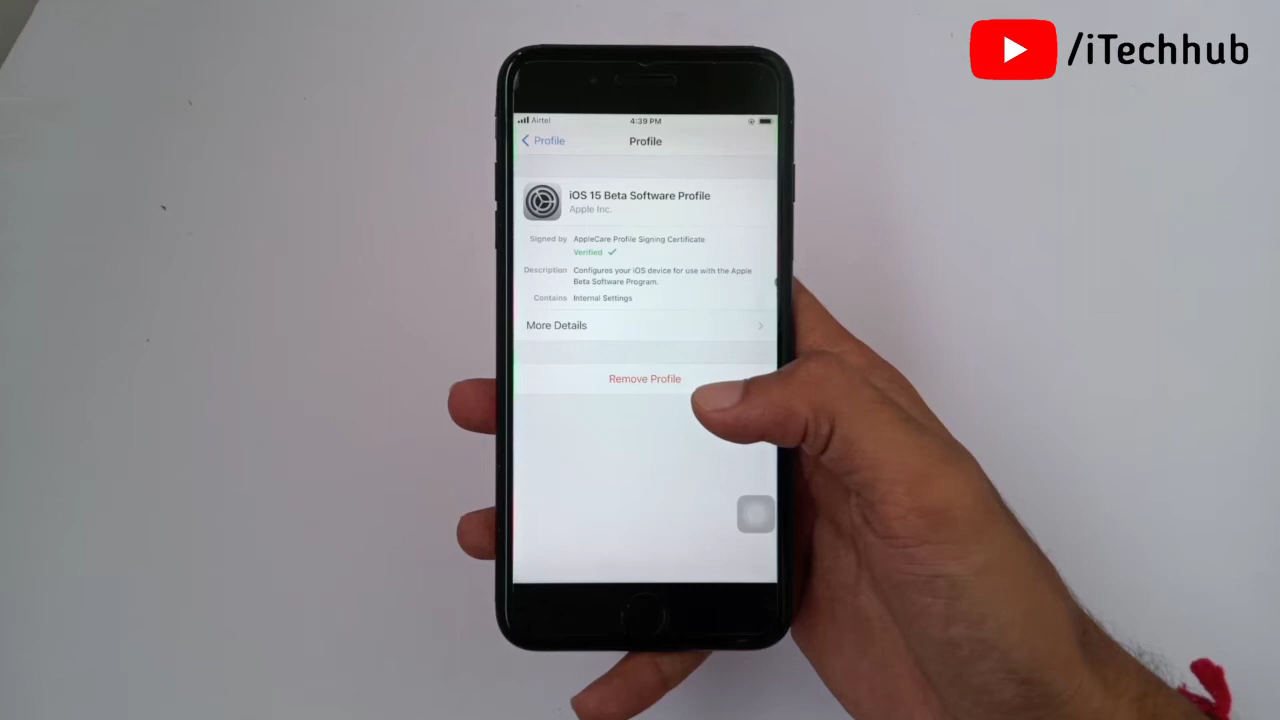 /iTechhub
Airtel
4:39 PM
Profile
Profile
iOS 15 Beta Software Profile
Apple Inc.
Signed by AppleCare Profile Signing Certificate
Verified ✓
Description Configures your iOS device for use with the Apple
Beta Software Program.
Contains Internal Settings
More Details
Remove Profile